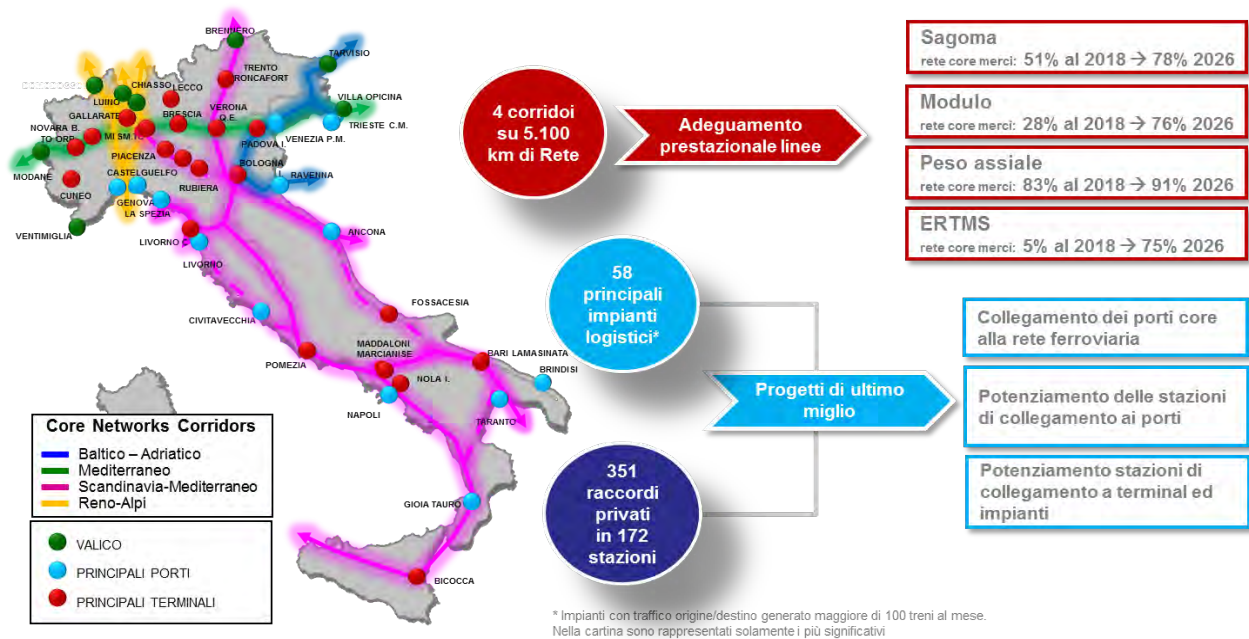 BRENNERO
TARVISIO
TRENTO
RONCAFORT
CHIASSO
LECCO
LUINO
VILLA OPICINA
GALLARATE
VERONA
Q.E.
BRESCIA
NOVARA B.
TO ORB.
MI SM.TO
TRIESTE C.M.
VENEZIA P.M.
PADOVA I.
MODANE
PIACENZA
CASTELGUELFO
BOLOGNA
I.
RAVENNA
RUBIERA
CUNEO
GENOVA
LA SPEZIA
VENTIMIGLIA
LIVORNO C.
LIVORNO
ANCONA
CIVITAVECCHIA
FOSSACESIA
POMEZIA
MADDALONI
MARCIANISE
BARI LAMASINATA
BRINDISI
NOLA I.
NAPOLI
TARANTO
GIOIA TAURO
BICOCCA
Core Networks Corridors
Baltico – Adriatico
Mediterraneo
Scandinavia-Mediterraneo
Reno-Alpi
VALICO
PRINCIPALI PORTI
PRINCIPALI TERMINALI
4 corridoi
su 5.100
km di Rete
Adeguamento
prestazionale linee
Sagoma
rete core merci: 51% al 2018 → 78% 2026
Modulo
rete core merci: 28% al 2018 → 76% 2026
Peso assiale
rete core merci: 83% al 2018 → 91% 2026
ERTMS
rete core merci: 5% al 2018 → 75% 2026
58
principali
impianti
logistici*
351
raccordi
privati
in 172
stazioni
Progetti di ultimo
miglio
Collegamento dei porti core
alla rete ferroviaria
Potenziamento delle stazioni
di collegamento ai porti
Potenziamento stazioni di
collegamento a terminal ed
impianti
* Impianti con traffico origine/destino generato maggiore di 100 treni al mese.
Nella cartina sono rappresentati solamente i più significativi